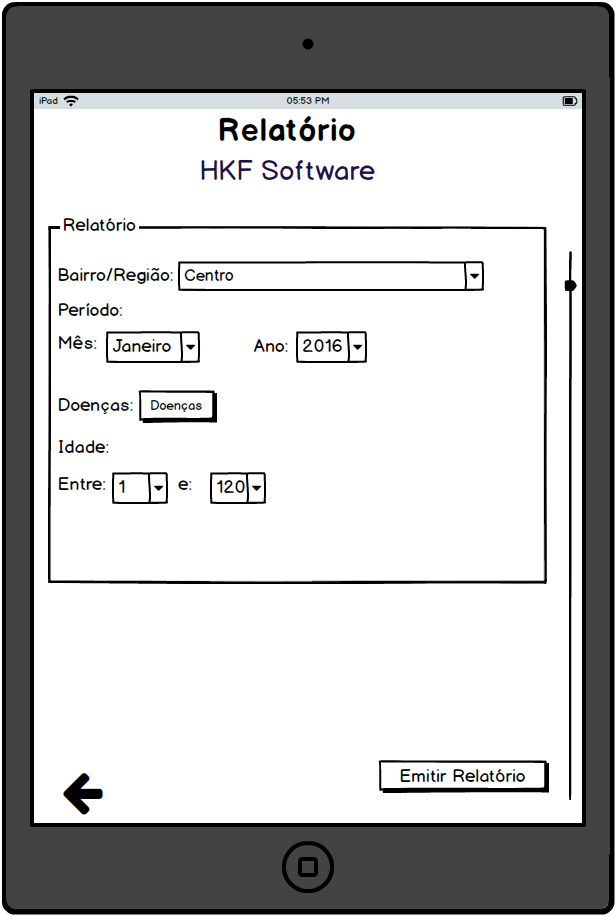 iPad 05:53 PM
Relatório
HKF Software
Relatório
Bairro/Região: Centro
Período:
Mês: Janeiro Ano: 2016
Doenças: Doenças
Idade:
Entre: 1 e: 120
Emitir Relatório